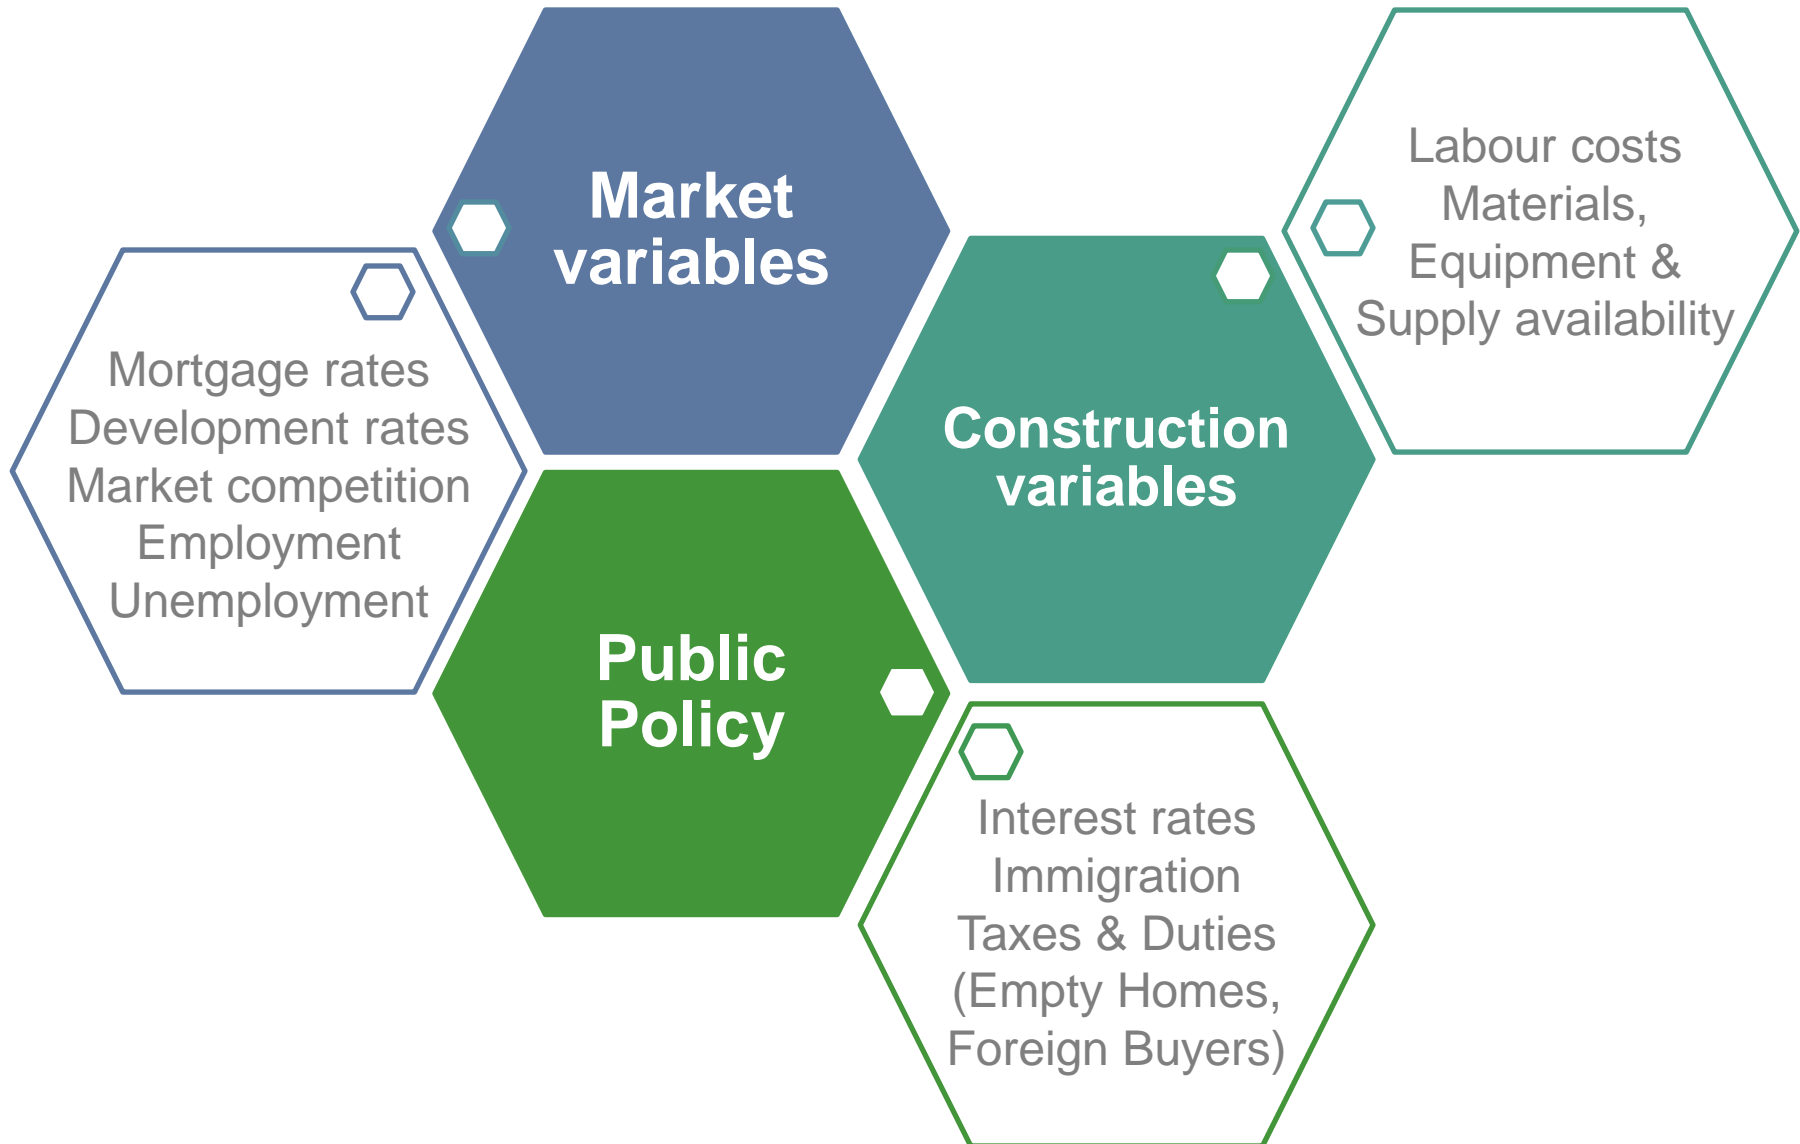 Market
variables
Mortgage rates
Development rates
Market competition
Employment
Unemployment
Construction
variables
Labour costs
Materials,
Equipment &
Supply availability
Public
Policy
Interest rates
Immigration
Taxes & Duties
(Empty Homes,
Foreign Buyers)